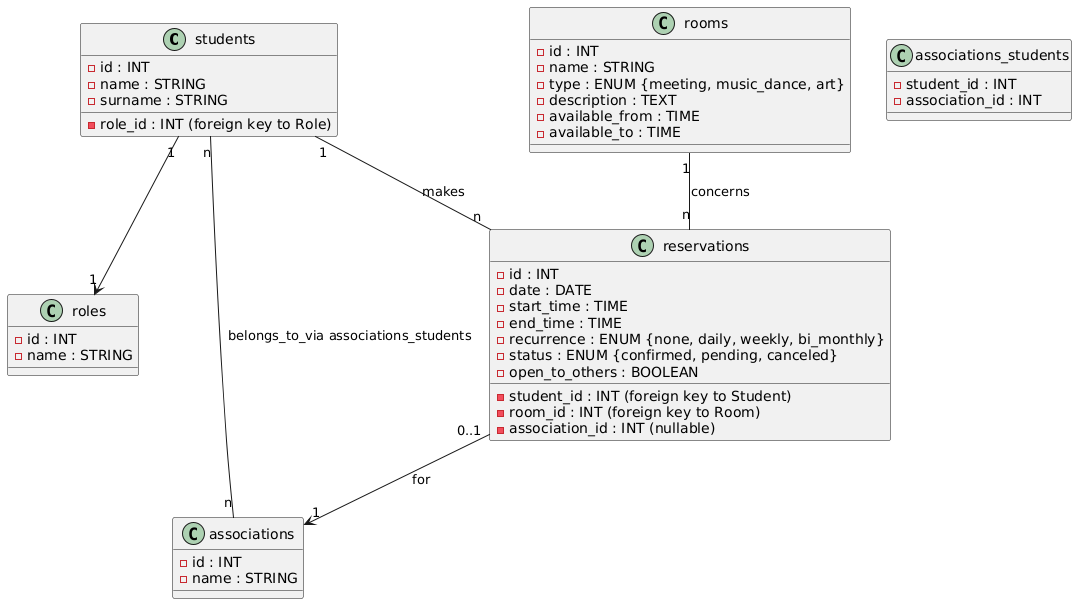 C students
id : INT
name : STRING
surname : STRING
role_id : INT (foreign key to Role)
C rooms
id : INT
name : STRING
type : ENUM {meeting, music_dance, art}
description : TEXT
available_from : TIME
available_to : TIME
C associations_students
student_id : INT
association_id : INT
1
n
1
1
makes
concerns
n
n
C reservations
id : INT
date : DATE
start_time : TIME
end_time : TIME
recurrence : ENUM {none, daily, weekly, bi_monthly}
status : ENUM {confirmed, pending, canceled}
open_to_others : BOOLEAN
student_id : INT (foreign key to Student)
room_id : INT (foreign key to Room)
association_id : INT (nullable)
1
C roles
id : INT
name : STRING
belongs_to_via associations_students
0..1
for
n
1
C associations
id : INT
name : STRING